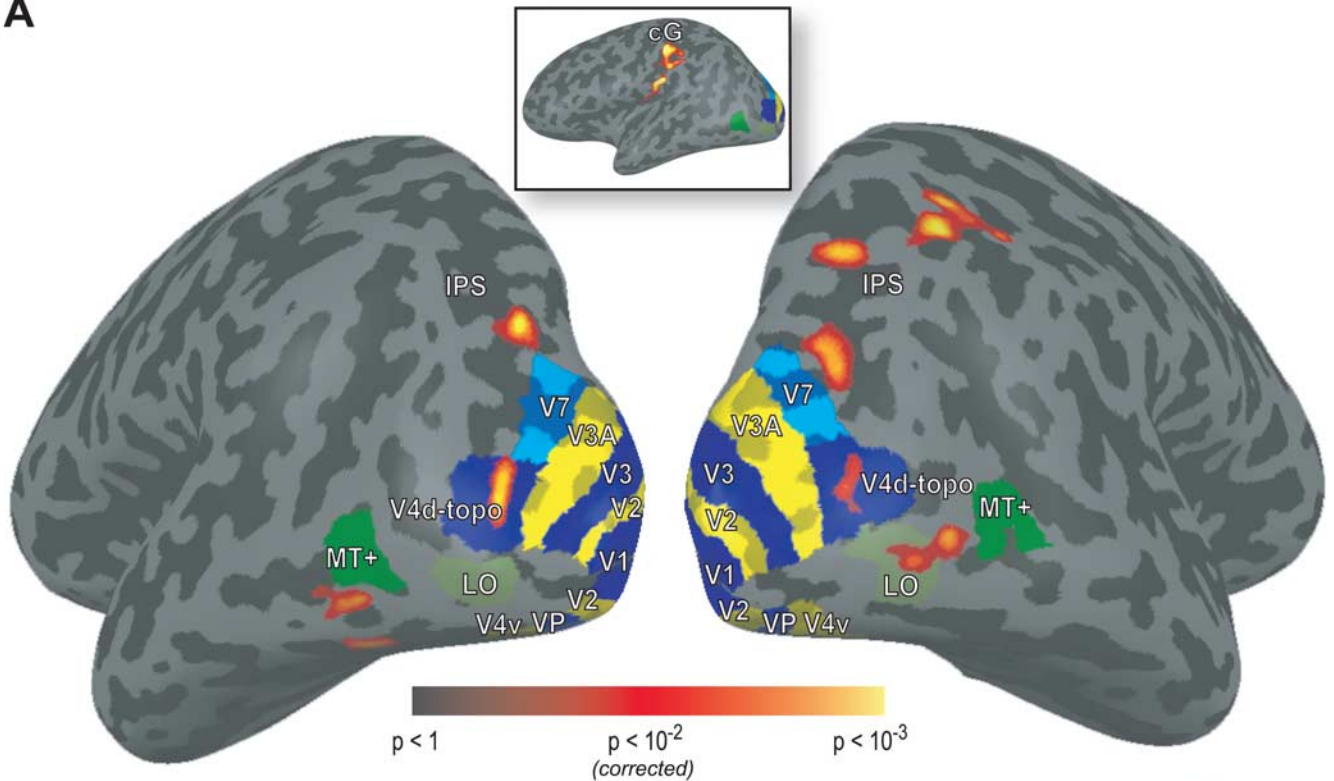 A
cG
IPS
IPS
V7
V7
V3A
V3A
V3
V3
V4d-topo
V4d-topo
V2
V2
MT+
MT+
V1
V1
LO
LO
V2
V2
V4v VP
VP V4v
p < 1
p < 10-2
p < 10-3
(corrected)